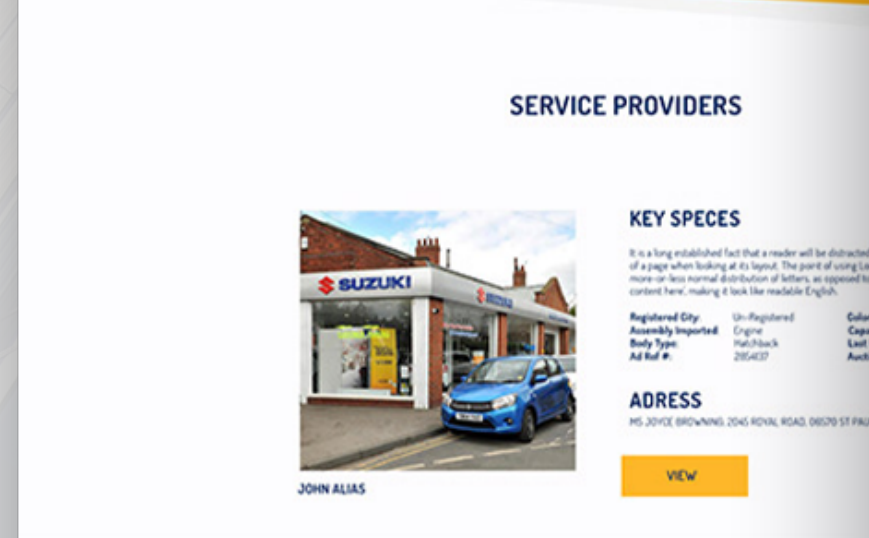 SERVICE PROVIDERS
SUZUKI
SUZUKI
JOHN ALIAS
KEY SPECES
It is a long established fact that a reader will be distracted
of a page when looking at its layout. The point of using
more-or-less normal distribution of letters, as opposed to
content here', making it look like readable English.
Registered City: Un-Registered
Assembly Imported Engine
Body Type: Hatchback
Last
Ad Ref #: 2854137
ADRESS
MS JOYCE BROWNING, 2045 ROYAL ROAD, 06570 ST
VIEW